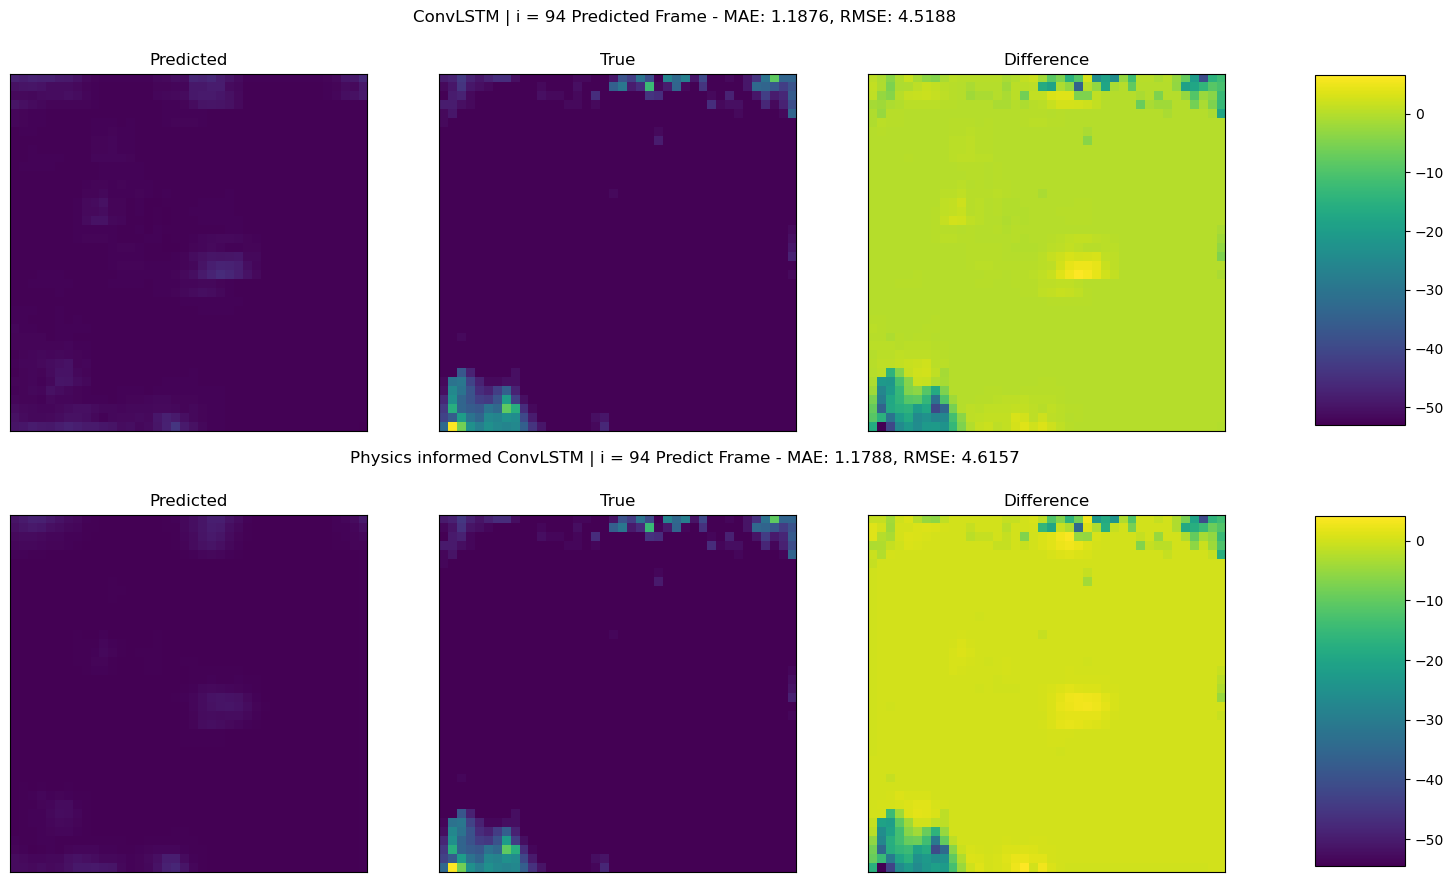 ConvLSTM | i = 94 Predicted Frame - MAE: 1.1876, RMSE: 4.5188
Predicted
True
Difference
0
−10
−20
−30
−40
−50
Physics informed ConvLSTM | i = 94 Predict Frame - MAE: 1.1788, RMSE: 4.6157
Predicted
True
Difference
0
−10
−20
−30
−40
−50